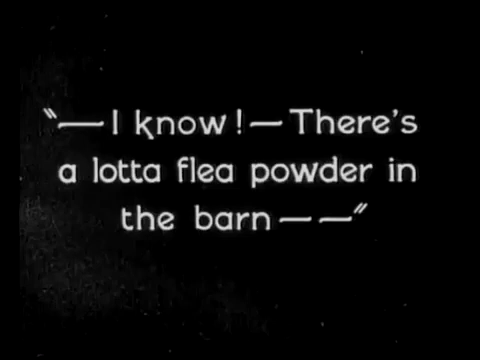 "—I know!—There's
a lotta flea powder in
the barn——"